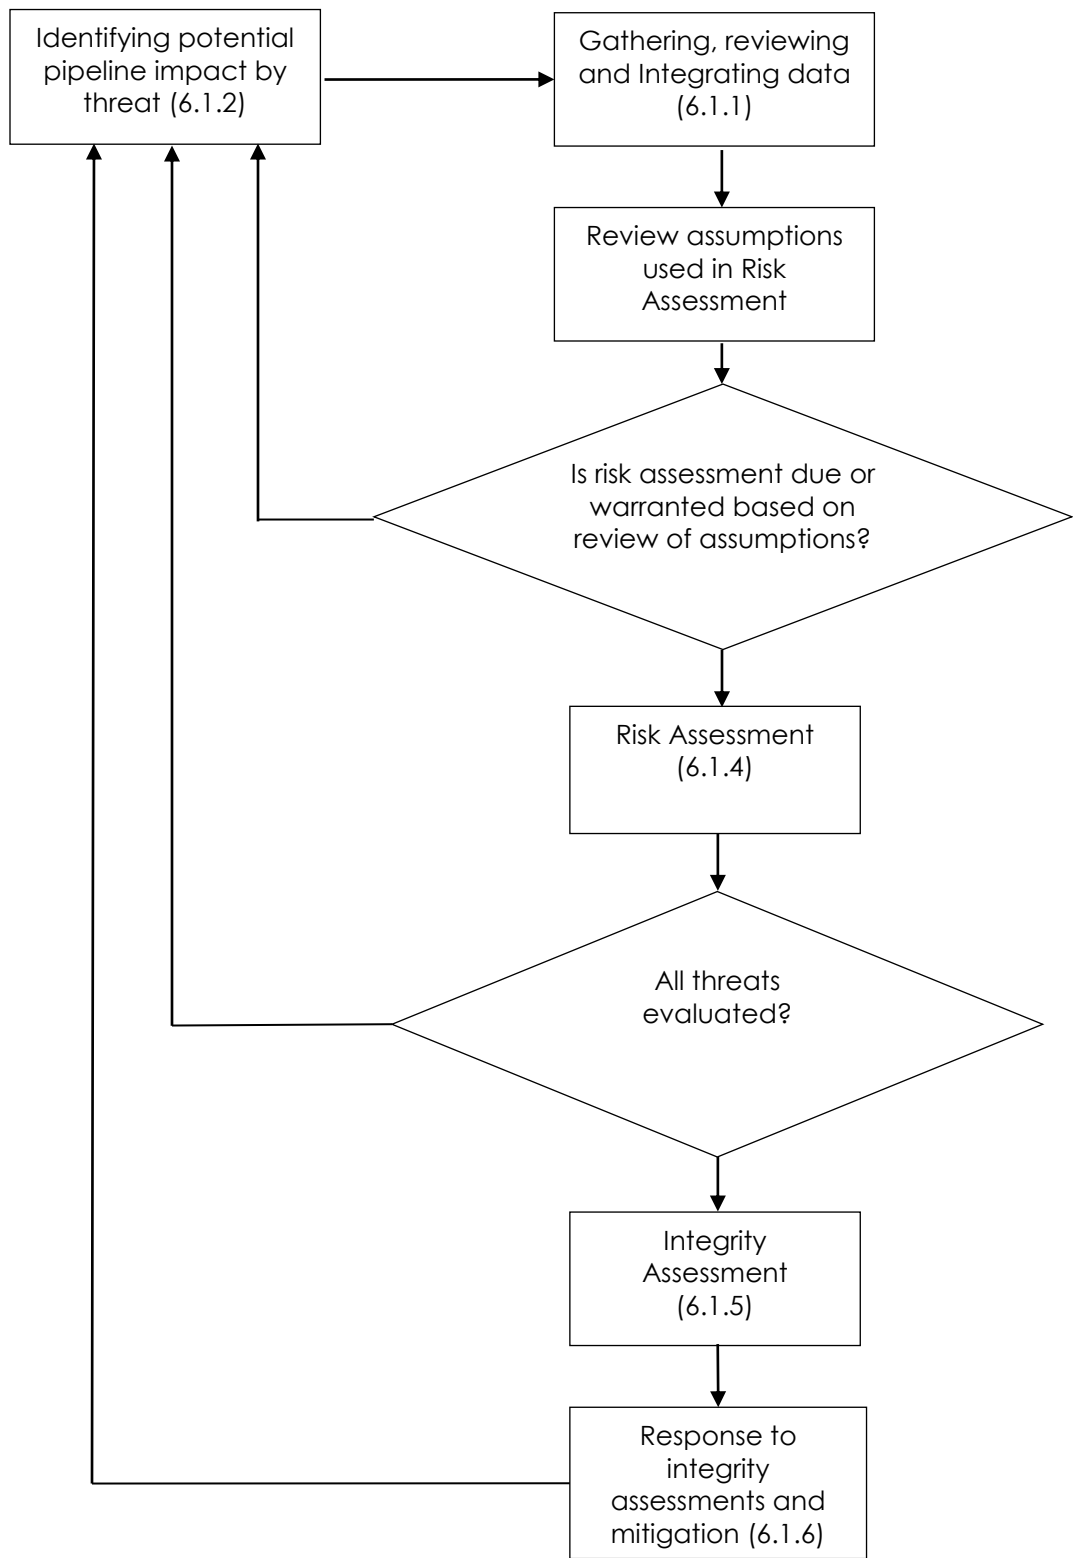 Identifying potential
pipeline impact by
threat (6.1.2)
Gathering, reviewing
and Integrating data
(6.1.1)
Review assumptions
used in Risk
Assessment
Is risk assessment due or
warranted based on
review of assumptions?
Risk Assessment
(6.1.4)
All threats
evaluated?
Integrity
Assessment
(6.1.5)
Response to
integrity
assessments and
mitigation (6.1.6)